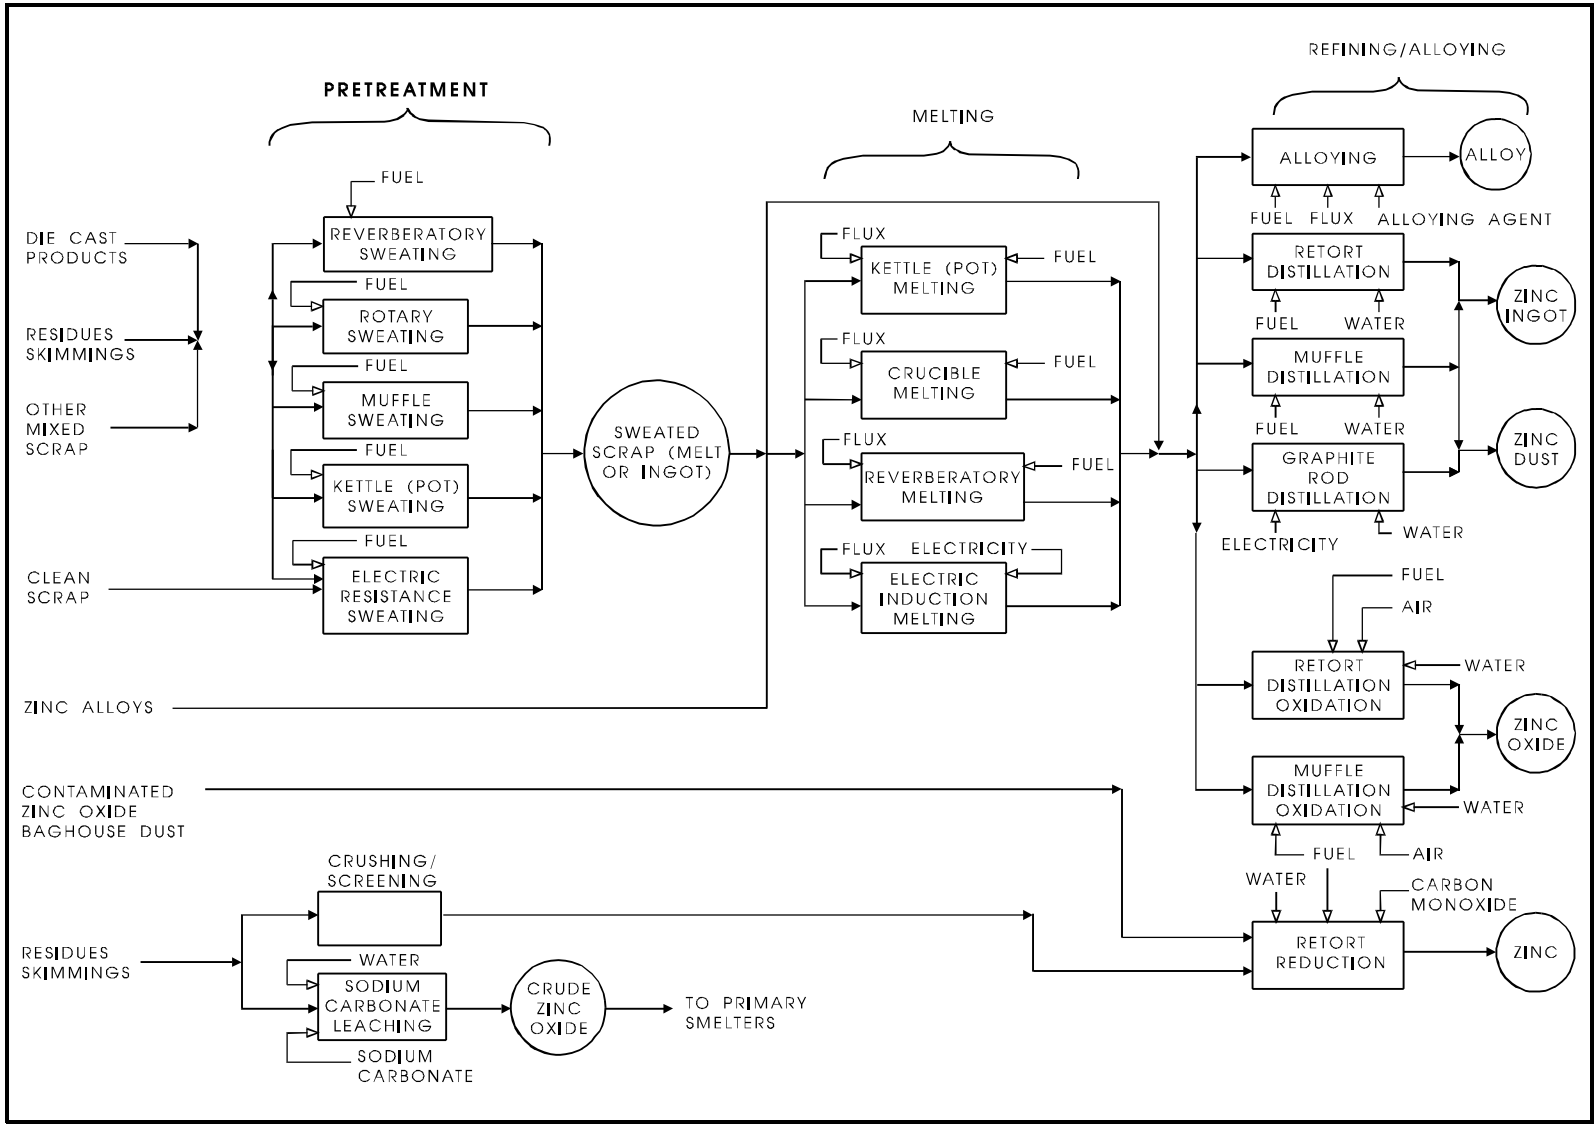 REFINING/ALLOYING
PRETREATMENT
MELTING
FUEL
DIE CAST
PRODUCTS
REVERBERATORY
SWEATING
FUEL
RESIDUES
SKIMMINGS
ROTARY
SWEATING
FUEL
OTHER
MIXED
SCRAP
MUFFLE
SWEATING
FUEL
KETTLE (POT)
SWEATING
FUEL
CLEAN
SCRAP
ELECTRIC
RESISTANCE
SWEATING
SWEATED
SCRAP (MELT
OR INGOT)
FLUX
KETTLE (POT)
MELTING
FUEL
FLUX
CRUCIBLE
MELTING
FUEL
FLUX
REVERBERATORY
MELTING
FUEL
FLUX
ELECTRICITY
ELECTRIC
INDUCTION
MELTING
ALLOYING
ALLOY
FUEL FLUX ALLOYING AGENT
RETORT
DISTILLATION
FUEL WATER
ZINC
INGOT
MUFFLE
DISTILLATION
FUEL WATER
GRAPHITE
ROD
DISTILLATION
ZINC
DUST
ELECTRICITY
WATER
FUEL
AIR
RETORT
DISTILLATION
OXIDATION
WATER
ZINC
OXIDE
MUFFLE
DISTILLATION
OXIDATION
WATER
FUEL
AIR
WATER
CARBON
MONOXIDE
RETORT
REDUCTION
ZINC
ZINC ALLOYS
CONTAMINATED
ZINC OXIDE
BAGHOUSE DUST
CRUSHING/
SCREENING
RESIDUES
SKIMMINGS
WATER
SODIUM
CARBONATE
LEACHING
SODIUM
CARBONATE
CRUDE
ZINC
OXIDE
TO PRIMARY
SMELTERS